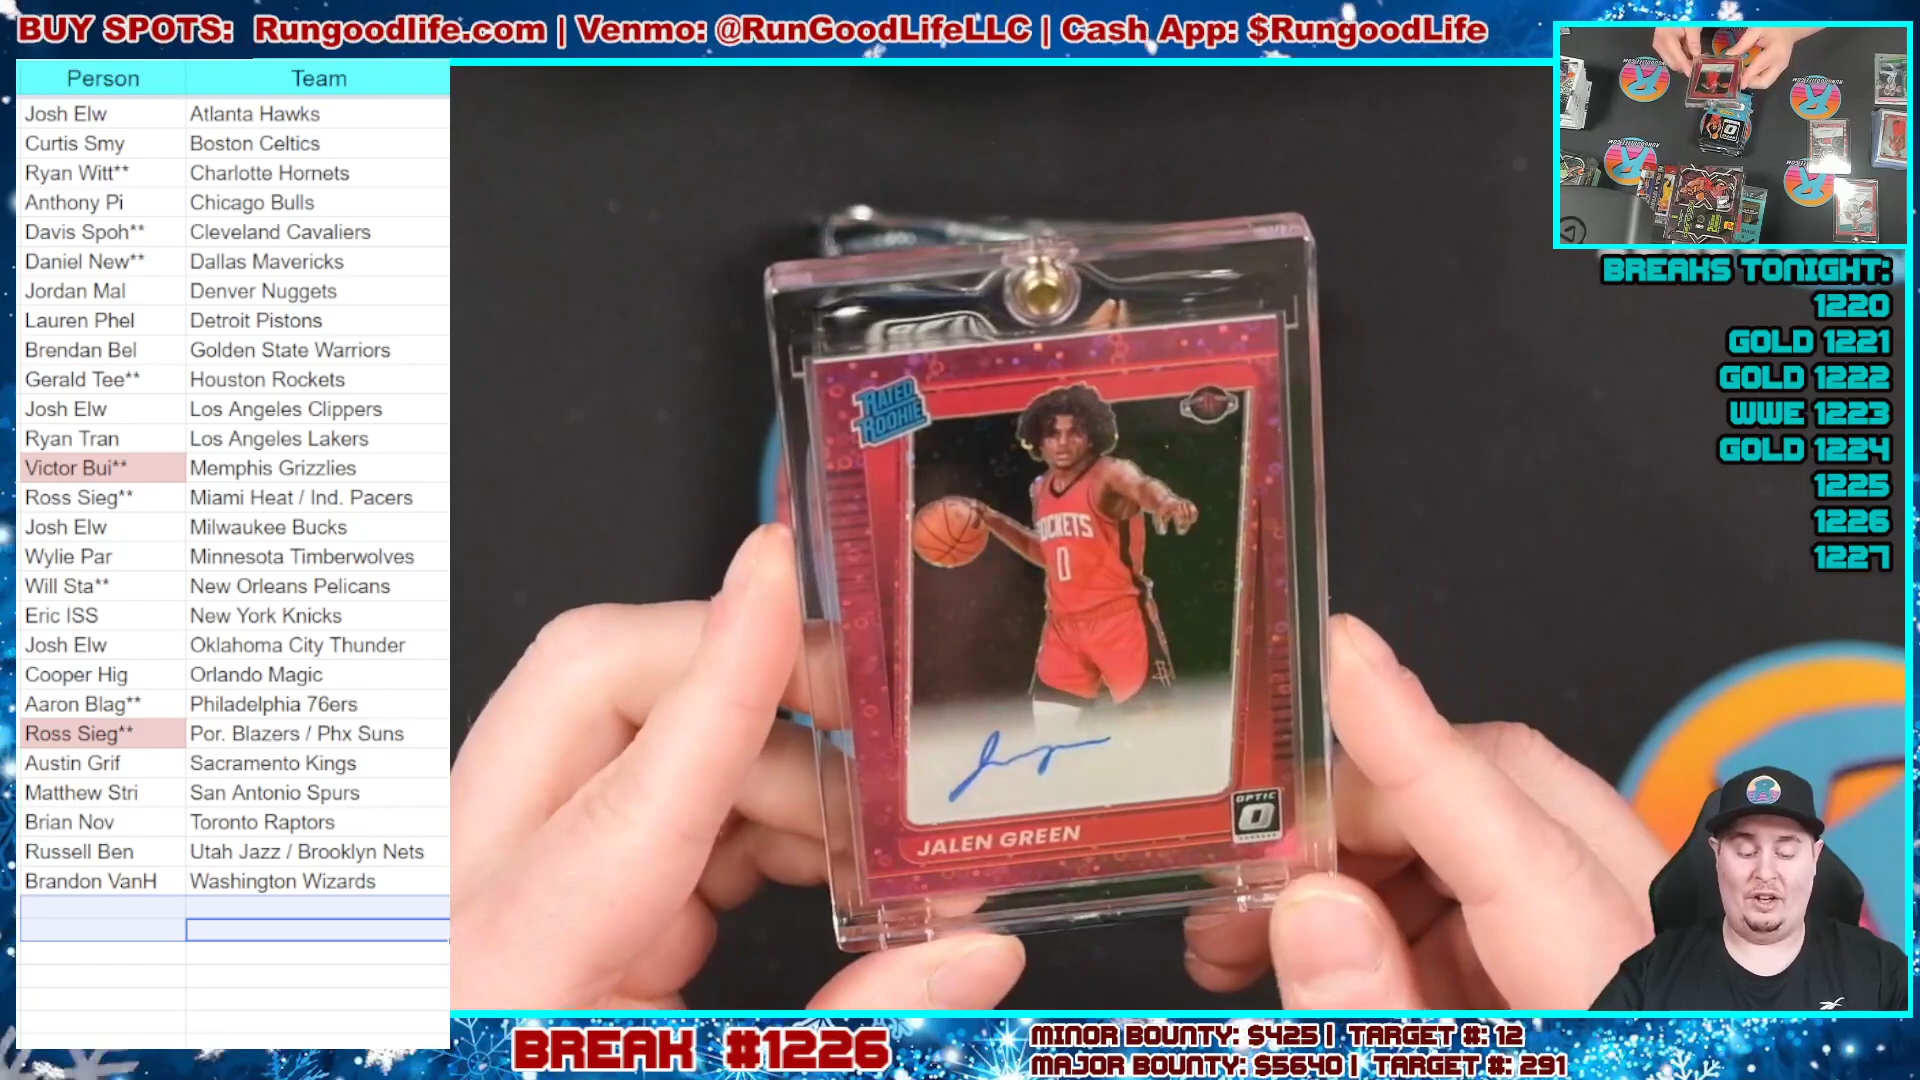 BUY SPOTS: Rungoodlife.com | Venmo: @RunGoodLifeLLC | Cash App: $RungoodLife
Person Team
Josh Elw Atlanta Hawks
Curtis Smy Boston Celtics
Ryan Witt** Charlotte Hornets
Anthony Pi Chicago Bulls
Davis Spoh** Cleveland Cavaliers
Daniel New** Dallas Mavericks
Jordan Mal Denver Nuggets
Lauren Phel Detroit Pistons
Brendan Bel Golden State Warriors
Gerald Tee** Houston Rockets
Josh Elw Los Angeles Clippers
Ryan Tran Los Angeles Lakers
Victor Bui** Memphis Grizzlies
Ross Sieg** Miami Heat / Ind. Pacers
Josh Elw Milwaukee Bucks
Wylie Par Minnesota Timberwolves
Will Sta** New Orleans Pelicans
Eric ISS New York Knicks
Josh Elw Oklahoma City Thunder
Cooper Hig Orlando Magic
Aaron Blag** Philadelphia 76ers
Ross Sieg** Por. Blazers / Phx Suns
Austin Grif Sacramento Kings
Matthew Stri San Antonio Spurs
Brian Nov Toronto Raptors
Russell Ben Utah Jazz / Brooklyn Nets
Brandon VanH Washington Wizards
RATED
ROOKIE
ROCKETS
0
OPTIC
JALEN GREEN
BREAKS TONIGHT:
1220
GOLD 1221
GOLD 1222
WWE 1223
GOLD 1224
1225
1226
1227
BREAK #1226
MINOR BOUNTY: $425 | TARGET #: 12
MAJOR BOUNTY: $5640 | TARGET #: 291